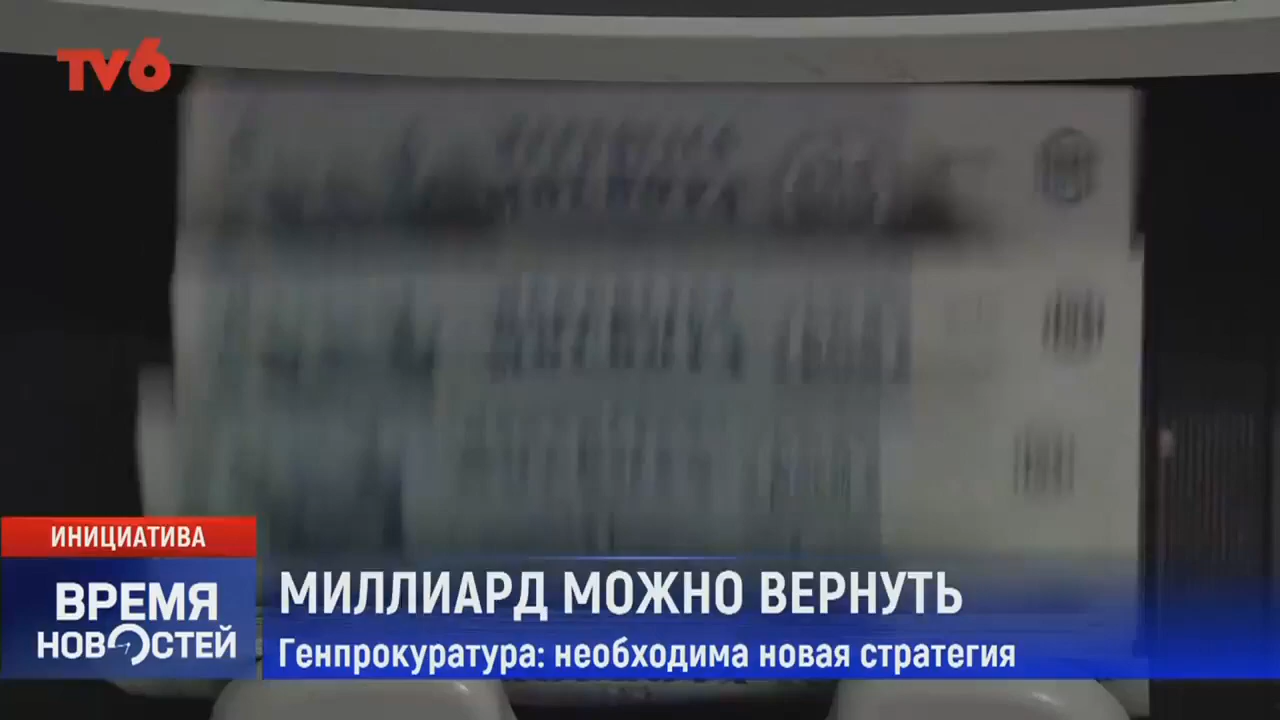 TV6
ИНИЦИАТИВА
ВРЕМЯ
НОВОСТЕЙ
МИЛЛИАРД МОЖНО ВЕРНУТЬ
Генпрокуратура: необходима новая стратегия